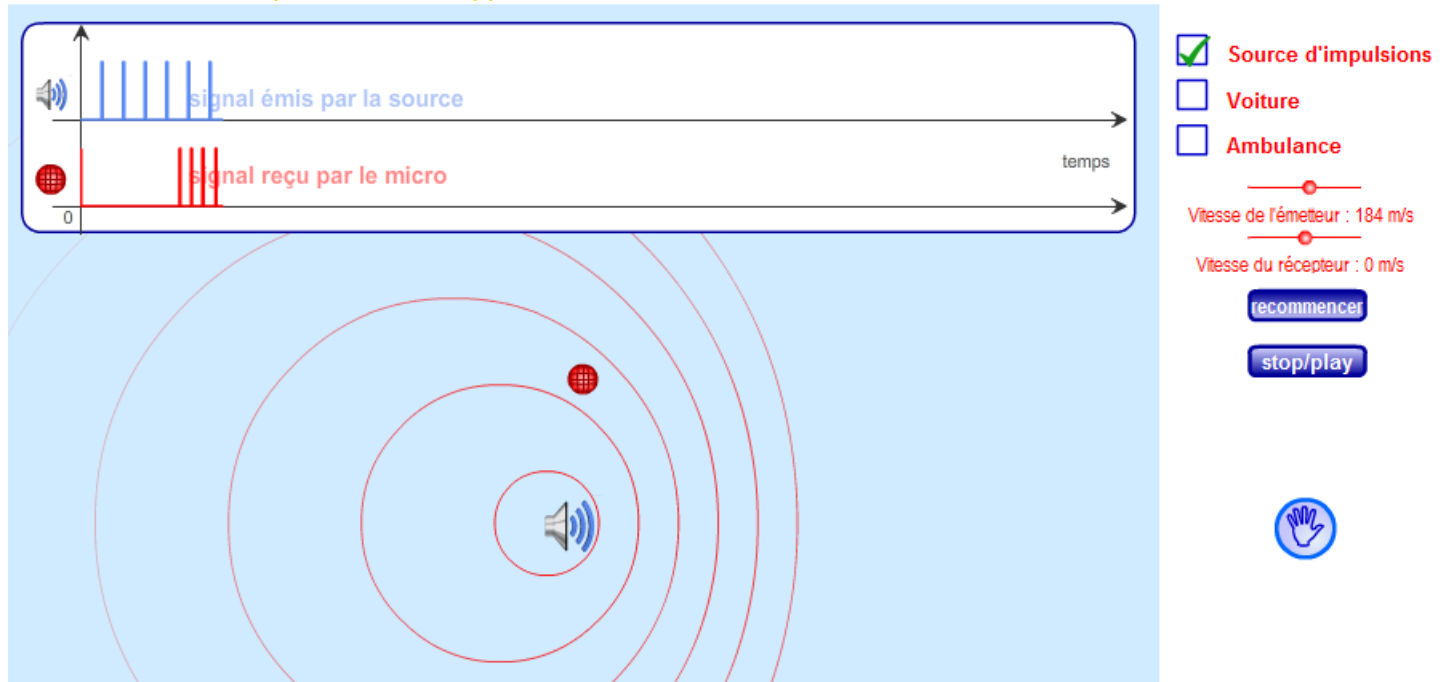 signal émis par la source
signal reçu par le micro
temps
0
Source d'impulsions
Voiture
Ambulance
Vitesse de l'émetteur : 184 m/s
Vitesse du récepteur : 0 m/s
recommencer
stop/play